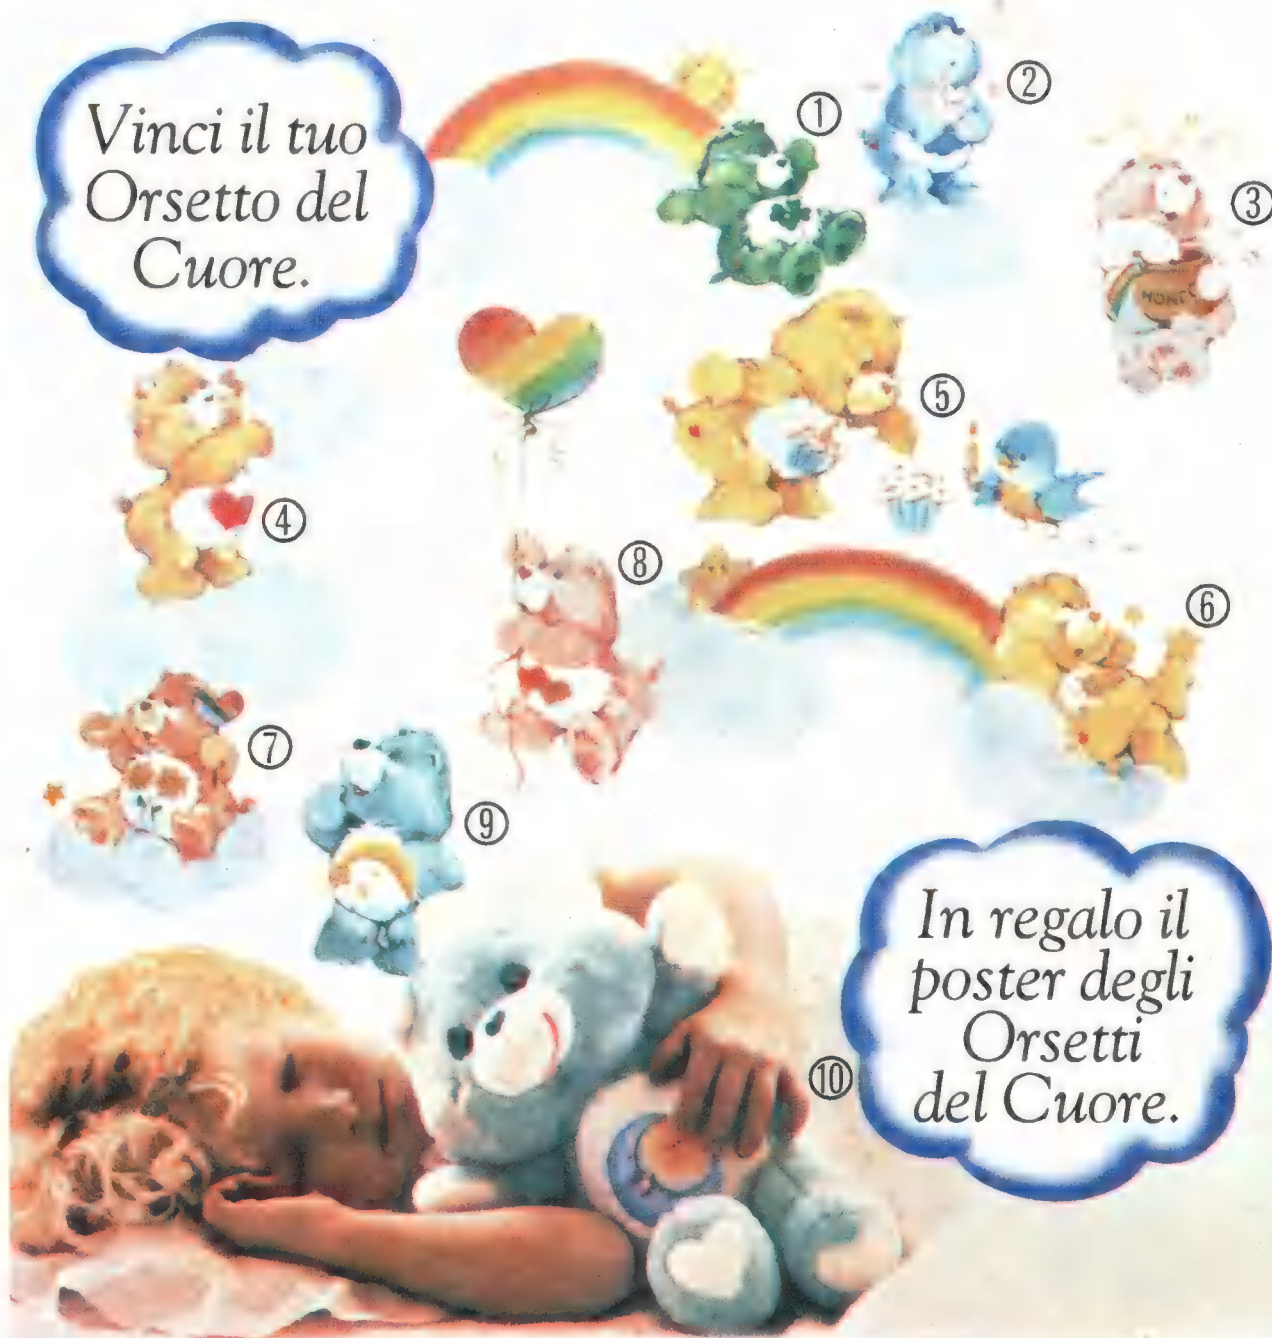 Vinci il tuo
Orsetto del
Cuore.
①
②
③
④
⑤
⑥
⑦
⑧
⑨
⑩
In regalo il
poster degli
Orsetti
del Cuore.